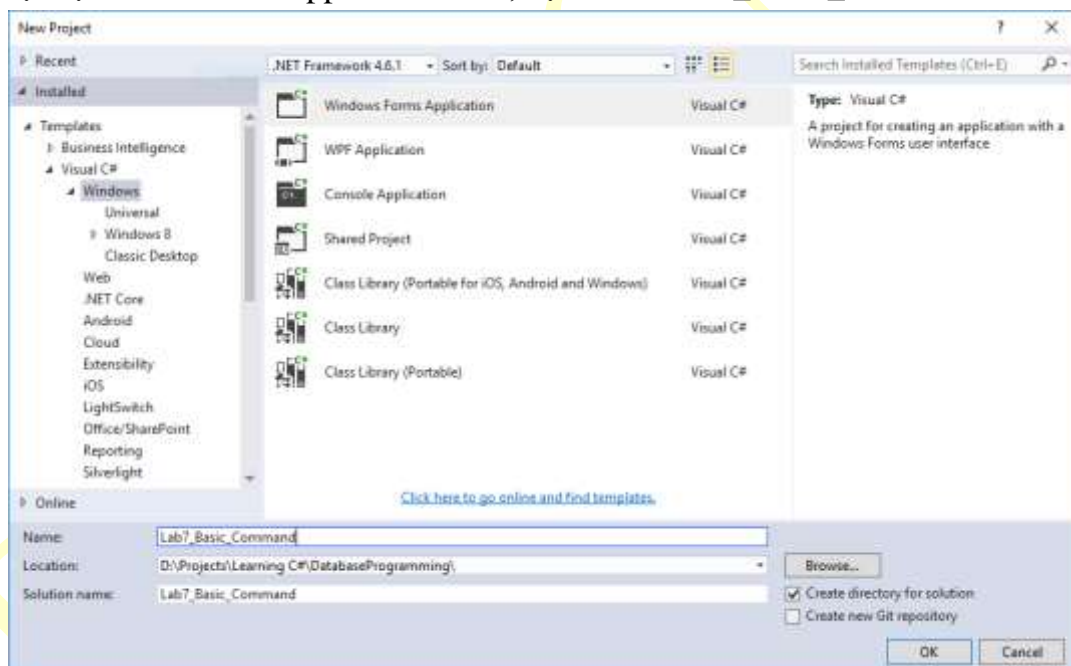 New Project ? ×
Recent
.NET Framework 4.6.1 Sort by: Default
Search Installed Templates (Ctrl+E)
Installed
Templates
Business Intelligence
Visual C#
Windows
Universal
Windows 8
Classic Desktop
Web
.NET Core
Android
Cloud
Extensibility
iOS
LightSwitch
Office/SharePoint
Reporting
Silverlight
Online
Windows Forms Application Visual C#
WPF Application Visual C#
Console Application Visual C#
Shared Project Visual C#
Class Library (Portable for iOS, Android and Windows) Visual C#
Class Library Visual C#
Class Library (Portable) Visual C#
Click here to go online and find templates.
Type: Visual C#
A project for creating an application with a
Windows Forms user interface
Name: Lab7_Basic_Command
Location: D:\Projects\Learning C#\DatabaseProgramming\ Browse...
Solution name: Lab7_Basic_Command
Create directory for solution
Create new Git repository
OK Cancel